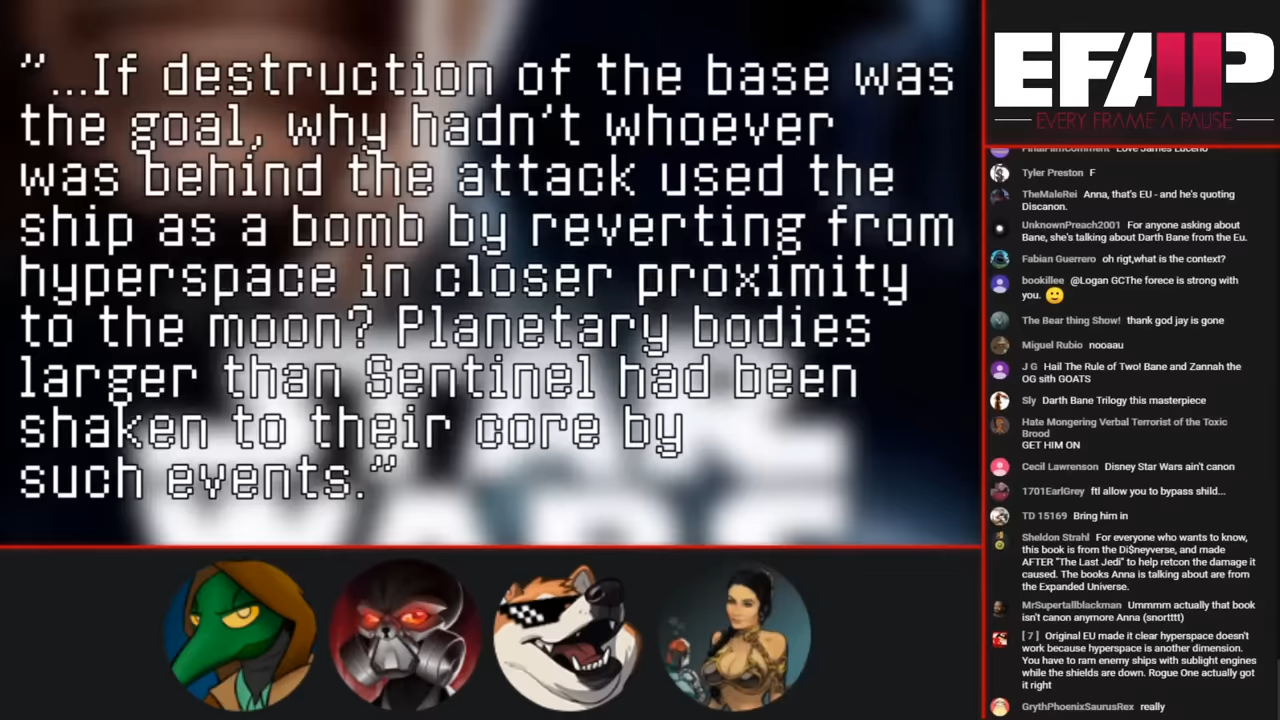 "...If destruction of the base was
the goal, why hadn't whoever
was behind the attack used the
ship as a bomb by reverting from
hyperspace in closer proximity
to the moon? Planetary bodies
larger than Sentinel had been
shaken to their core by
such events."
EFAP
EVERY FRAME A PAUSE
FinalFilmComment Love James Luceno
Tyler Preston F
TheMaleRei Anna, that's EU - and he's quoting
Discanon.
UnknownPreach2001 For anyone asking about
Bane, she's talking about Darth Bane from the Eu.
Fabian Guerrero oh rigt,what is the context?
bookillee @Logan GCThe forece is strong with
you. 🙂
The Bear thing Show! thank god jay is gone
Miguel Rubio nooaau
J G Hail The Rule of Two! Bane and Zannah the
OG sith GOATS
Sly Darth Bane Trilogy this masterpiece
Hate Mongering Verbal Terrorist of the Toxic
Brood
GET HIM ON
Cecil Lawrenson Disney Star Wars ain't canon
1701EarlGrey ftl allow you to bypass shild...
TD 15169 Bring him in
Sheldon Strahl For everyone who wants to know,
this book is from the Di$neyverse, and made
AFTER "The Last Jedi" to help retcon the damage it
caused. The books Anna is talking about are from
the Expanded Universe.
MrSupertallblackman Ummmm actually that book
isn't canon anymore Anna (snortttt)
[ 7 ] Original EU made it clear hyperspace doesn't
work because hyperspace is another dimension.
You have to ram enemy ships with sublight engines
while the shields are down. Rogue One actually got
it right
GrythPhoenixSaurusRex really